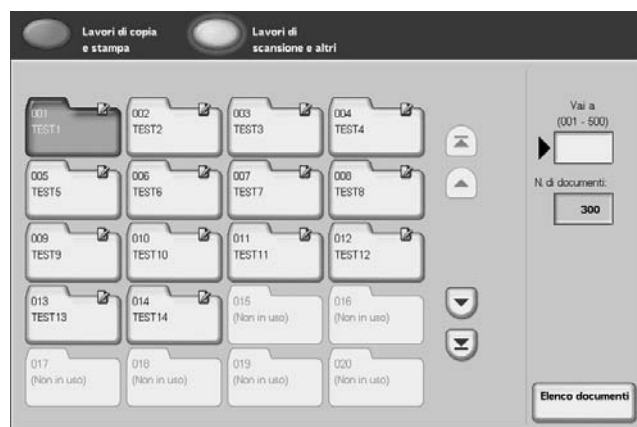 Lavori di copia
e stampa
Lavori di
scansione e altri
001
TEST1
002
TEST2
003
TEST3
004
TEST4
005
TEST5
006
TEST6
007
TEST7
008
TEST8
009
TEST9
010
TEST10
011
TEST11
012
TEST12
013
TEST13
014
TEST14
015
(Non in uso)
016
(Non in uso)
017
(Non in uso)
018
(Non in uso)
019
(Non in uso)
020
(Non in uso)
Vai a
(001 - 500)
N. di documenti:
300
Elenco documenti